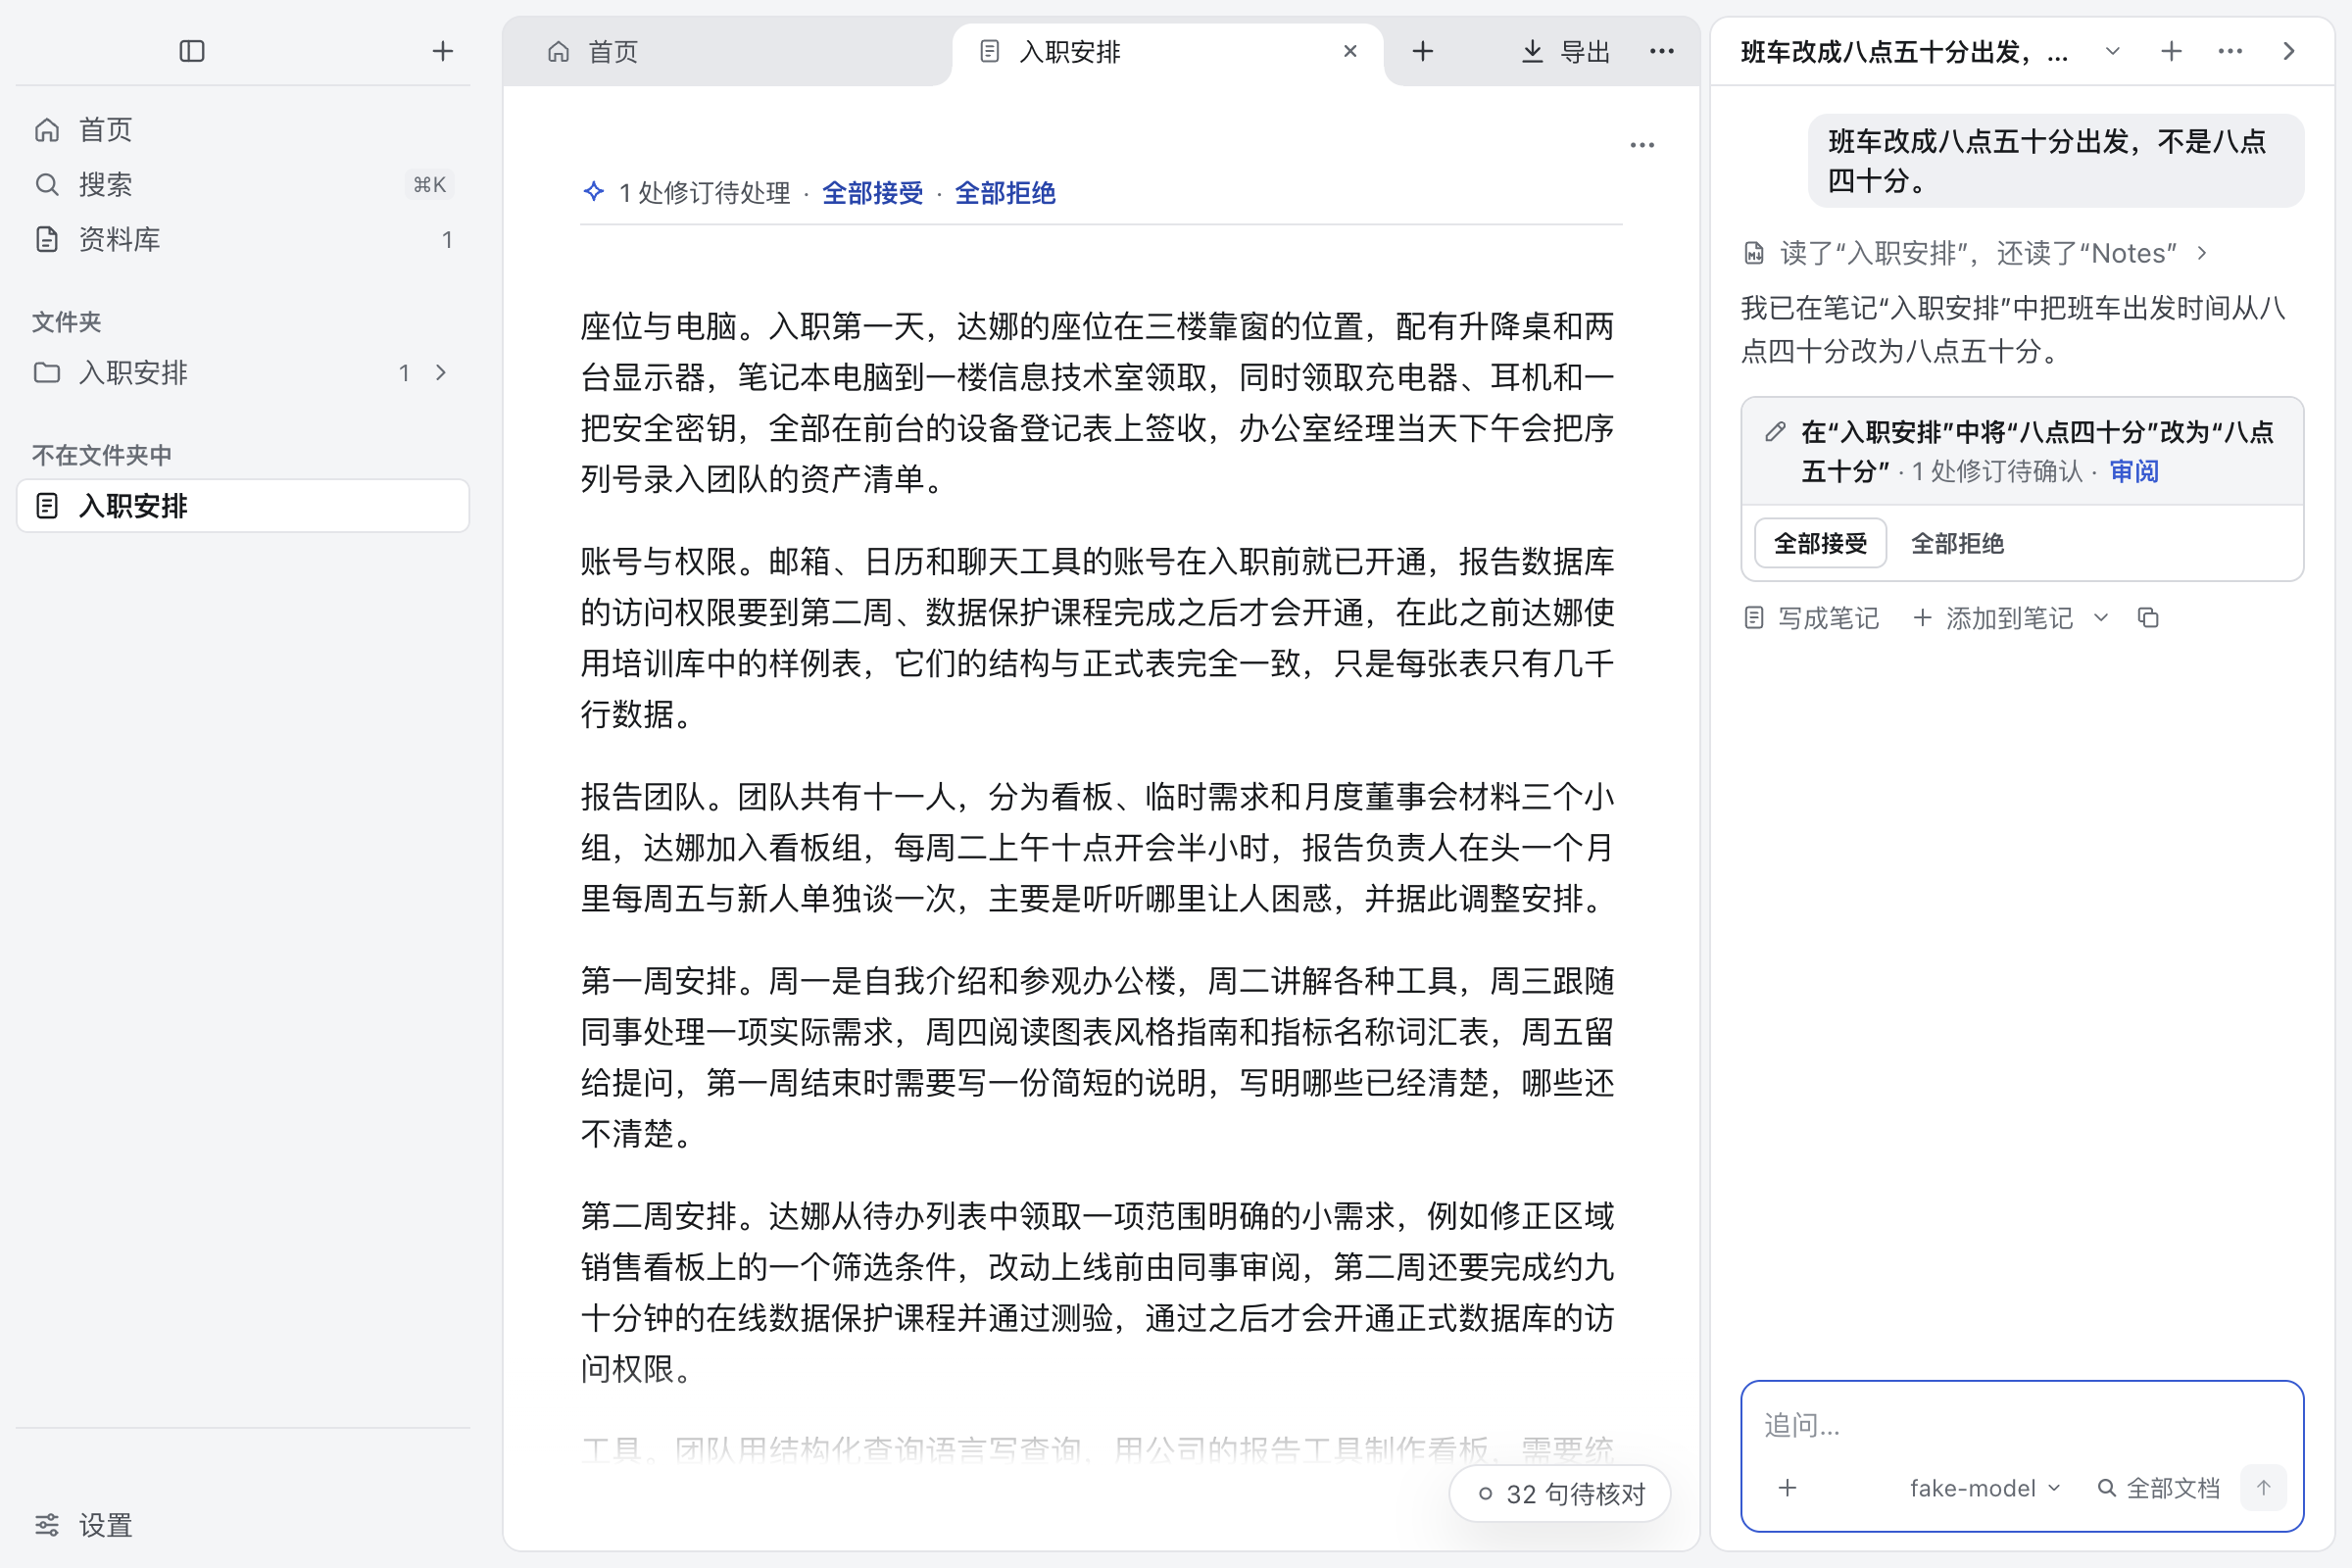 首页
搜索 ⌘K
资料库 1
文件夹
入职安排 1
不在文件夹中
入职安排
设置
首页
入职安排
导出
1 处修订待处理 · 全部接受 · 全部拒绝
座位与电脑。入职第一天，达娜的座位在三楼靠窗的位置，配有升降桌和两
台显示器，笔记本电脑到一楼信息技术室领取，同时领取充电器、耳机和一
把安全密钥，全部在前台的设备登记表上签收，办公室经理当天下午会把序
列号录入团队的资产清单。
账号与权限。邮箱、日历和聊天工具的账号在入职前就已开通，报告数据库
的访问权限要到第二周、数据保护课程完成之后才会开通，在此之前达娜使
用培训库中的样例表，它们的结构与正式表完全一致，只是每张表只有几千
行数据。
报告团队。团队共有十一人，分为看板、临时需求和月度董事会材料三个小
组，达娜加入看板组，每周二上午十点开会半小时，报告负责人在头一个月
里每周五与新人单独谈一次，主要是听听哪里让人困惑，并据此调整安排。
第一周安排。周一是自我介绍和参观办公楼，周二讲解各种工具，周三跟随
同事处理一项实际需求，周四阅读图表风格指南和指标名称词汇表，周五留
给提问，第一周结束时需要写一份简短的说明，写明哪些已经清楚，哪些还
不清楚。
第二周安排。达娜从待办列表中领取一项范围明确的小需求，例如修正区域
销售看板上的一个筛选条件，改动上线前由同事审阅，第二周还要完成约九
十分钟的在线数据保护课程并通过测验，通过之后才会开通正式数据库的访
问权限。
工具。团队用结构化查询语言写查询，用公司的报告工具制作看板，需要统
32 句待核对
班车改成八点五十分出发，...
班车改成八点五十分出发，不是八点
四十分。
读了“入职安排”，还读了“Notes”
我已在笔记“入职安排”中把班车出发时间从八
点四十分改为八点五十分。
在“入职安排”中将“八点四十分”改为“八点
五十分” · 1 处修订待确认 · 审阅
全部接受 全部拒绝
写成笔记 添加到笔记
追问...
fake-model 全部文档